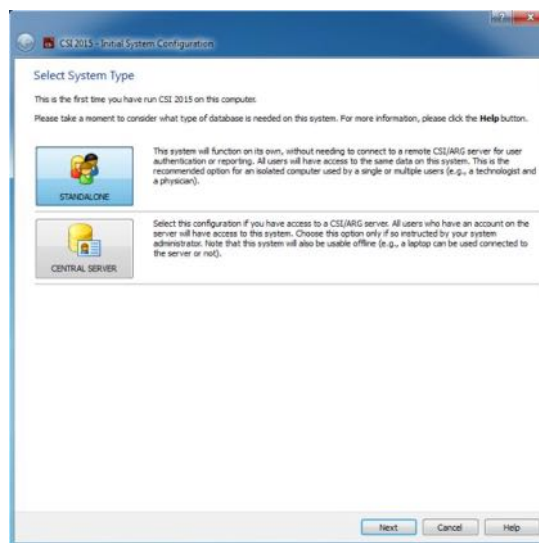 CSI 2015 - Initial System Configuration
Select System Type
This is the first time you have run CSI 2015 on this computer.
Please take a moment to consider what type of database is needed on this system. For more information, please click the Help button.
This system will function on its own, without needing to connect to a remote CSI/ARG server for user
authentication or reporting. All users will have access to the same data on this system. This is the
recommended option for an isolated computer used by a single or multiple users (e.g., a technologist and
a physician).
STANDALONE
Select this configuration if you have access to a CSI/ARG server. All users who have an account on the
server will have access to this system. Choose this option only if so instructed by your system
administrator. Note that this system will also be usable offline (e.g., a laptop can be used connected to
the server or not).
CENTRAL SERVER
Next Cancel Help